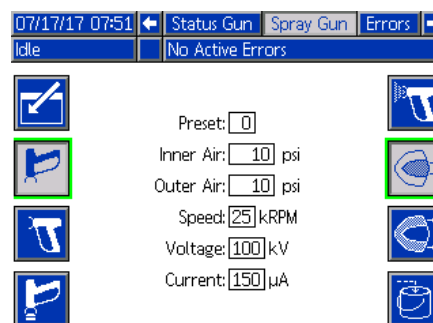 07/17/17 07:51 Status Gun Spray Gun Errors
Idle No Active Errors
Preset: 0
Inner Air: 10 psi
Outer Air: 10 psi
Speed: 25 kRPM
Voltage: 100 kV
Current: 150 µA